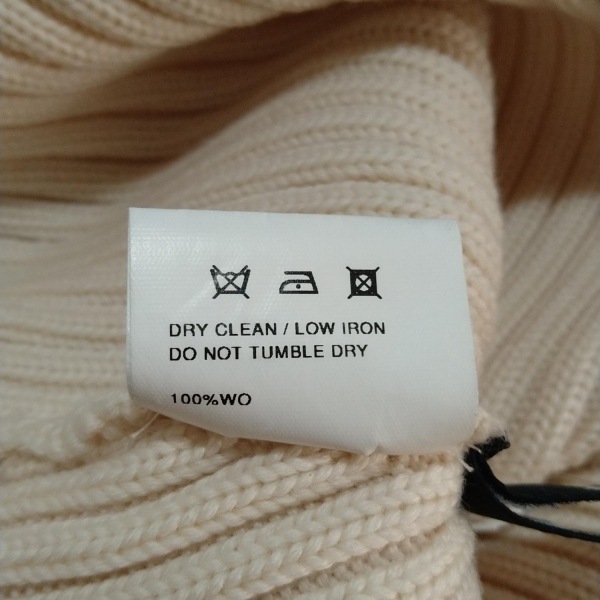 DRY CLEAN / LOW IRON
DO NOT TUMBLE DRY
100%WO